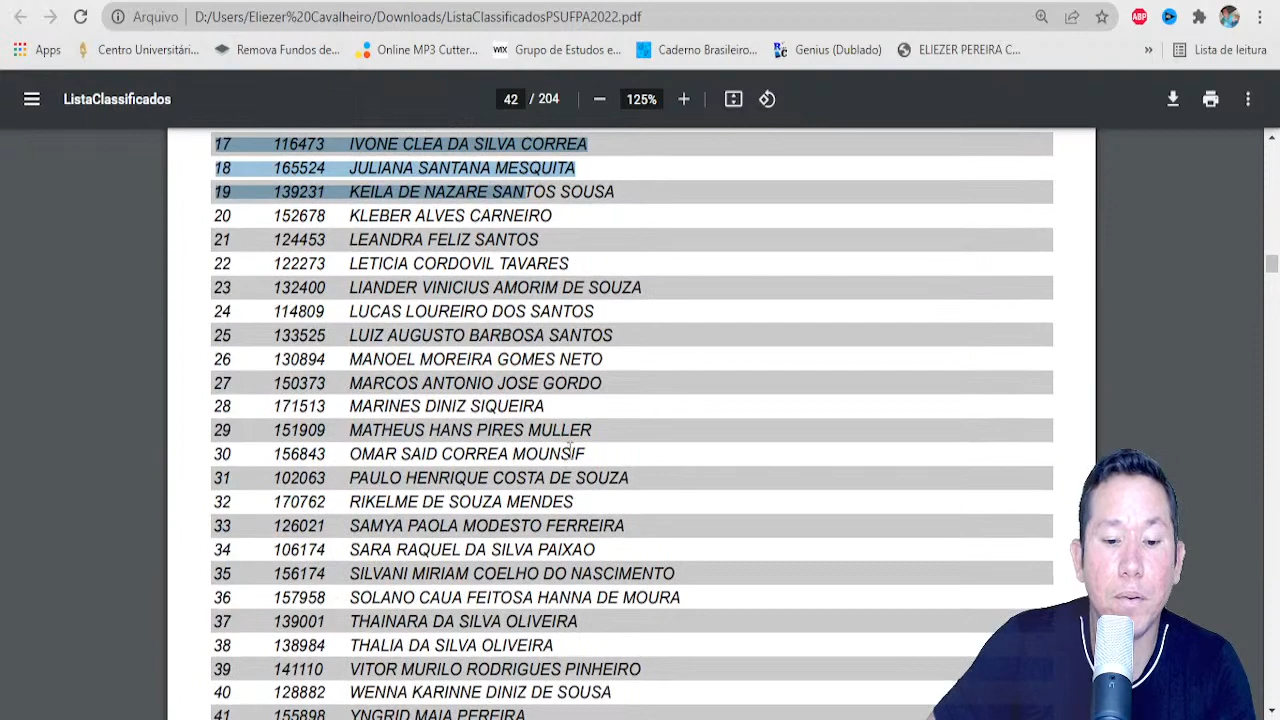 Arquivo D:/Users/Eliezer%20Cavalheiro/Downloads/ListaClassificadosPSUFPA2022.pdf ABP
Apps Centro Universitári... Remova Fundos de... Online MP3 Cutter... WIX Grupo de Estudos e... Caderno Brasileiro... Genius (Dublado) ELIEZER PEREIRA C... » Lista de leitura
ListaClassificados 42 / 204 125%
17 116473 IVONE CLEA DA SILVA CORREA
18 165524 JULIANA SANTANA MESQUITA
19 139231 KEILA DE NAZARE SANTOS SOUSA
20 152678 KLEBER ALVES CARNEIRO
21 124453 LEANDRA FELIZ SANTOS
22 122273 LETICIA CORDOVIL TAVARES
23 132400 LIANDER VINICIUS AMORIM DE SOUZA
24 114809 LUCAS LOUREIRO DOS SANTOS
25 133525 LUIZ AUGUSTO BARBOSA SANTOS
26 130894 MANOEL MOREIRA GOMES NETO
27 150373 MARCOS ANTONIO JOSE GORDO
28 171513 MARINES DINIZ SIQUEIRA
29 151909 MATHEUS HANS PIRES MULLER
30 156843 OMAR SAID CORREA MOUNSIF
31 102063 PAULO HENRIQUE COSTA DE SOUZA
32 170762 RIKELME DE SOUZA MENDES
33 126021 SAMYA PAOLA MODESTO FERREIRA
34 106174 SARA RAQUEL DA SILVA PAIXAO
35 156174 SILVANI MIRIAM COELHO DO NASCIMENTO
36 157958 SOLANO CAUA FEITOSA HANNA DE MOURA
37 139001 THAINARA DA SILVA OLIVEIRA
38 138984 THALIA DA SILVA OLIVEIRA
39 141110 VITOR MURILO RODRIGUES PINHEIRO
40 128882 WENNA KARINNE DINIZ DE SOUSA
41 155898 YNGRID MAIA PEREIRA